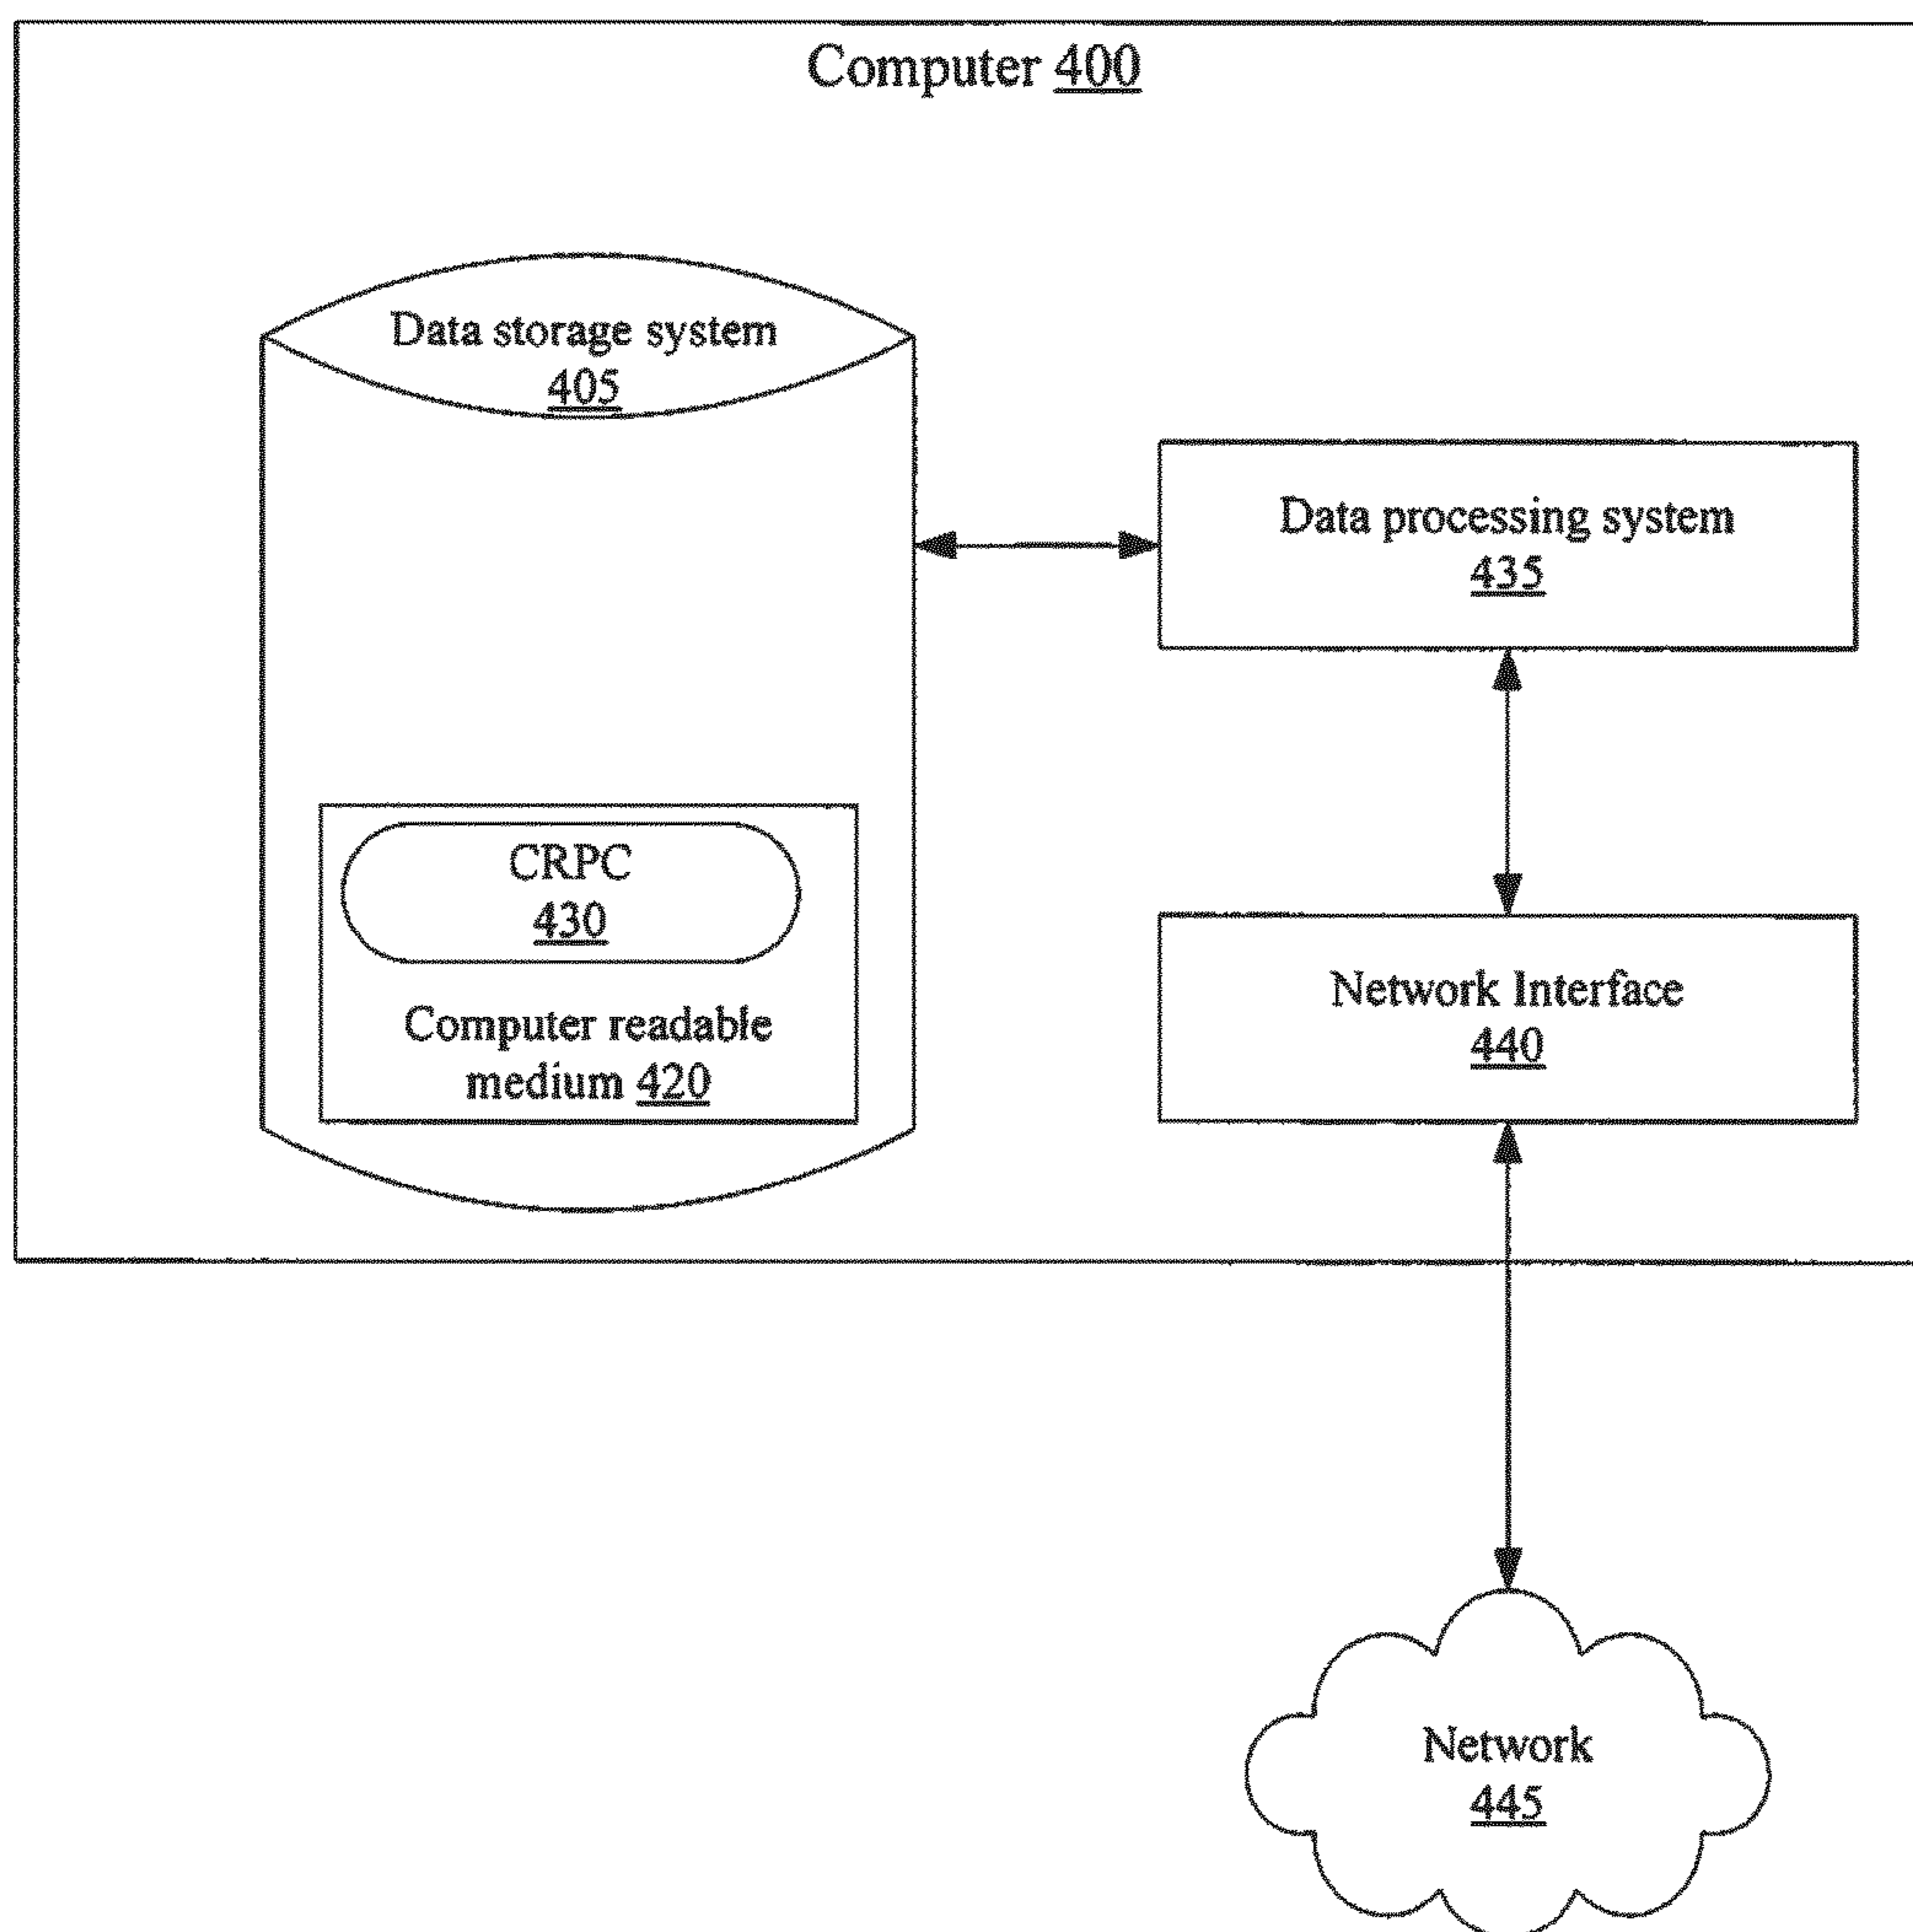 Computer 400
Data storage system
405
Data processing system
435
CRPC
430
Computer readable
medium 420
Network Interface
440
Network
445